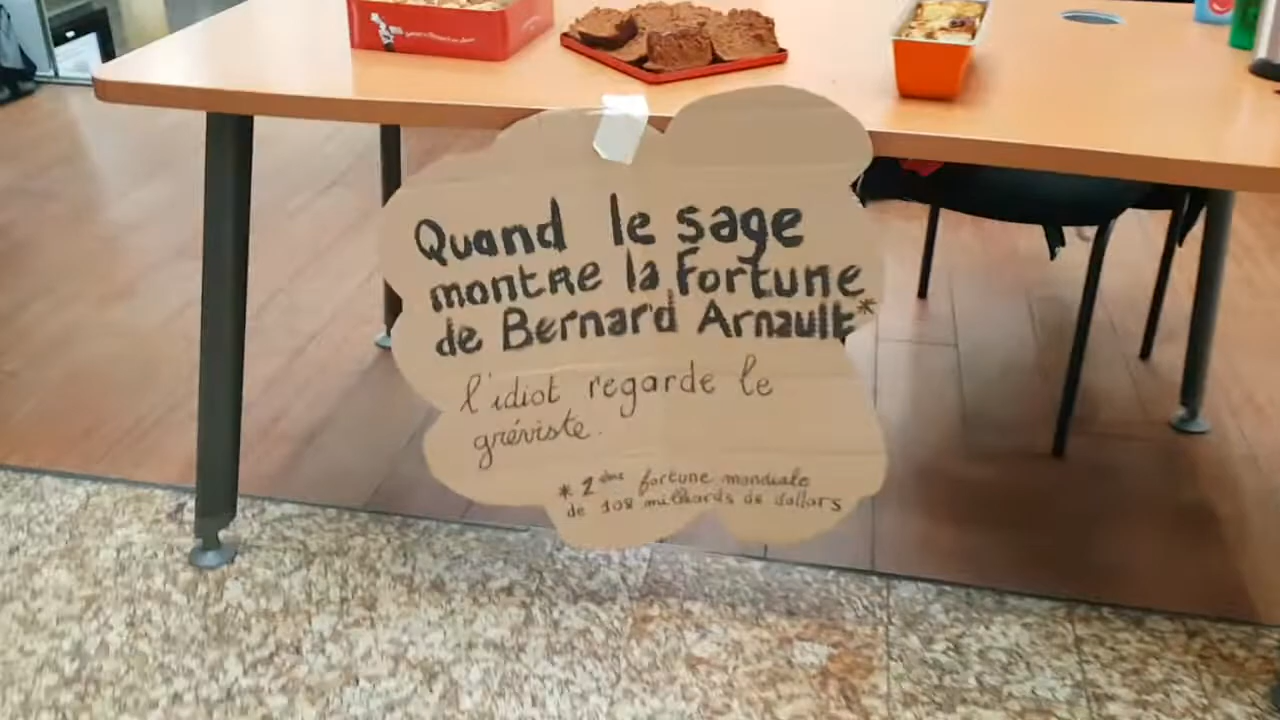 Quand le sage
montre la fortune
de Bernard Arnault*
l'idiot regarde le
gréviste.
* 2ème fortune mondiale
de 108 milliards de dollars